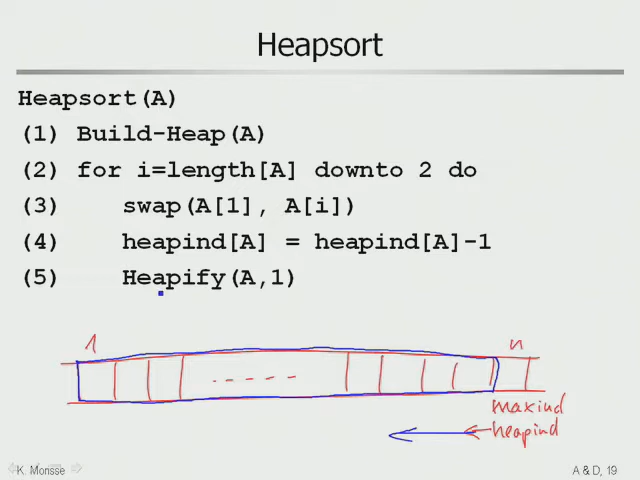 Heapsort
Heapsort(A)
(1) Build-Heap(A)
(2) for i=length[A] downto 2 do
(3) swap(A[1], A[i])
(4) heapind[A] = heapind[A]-1
(5) Heapify(A,1)
1 n
maxind
heapind
K. Morisse A & D, 19